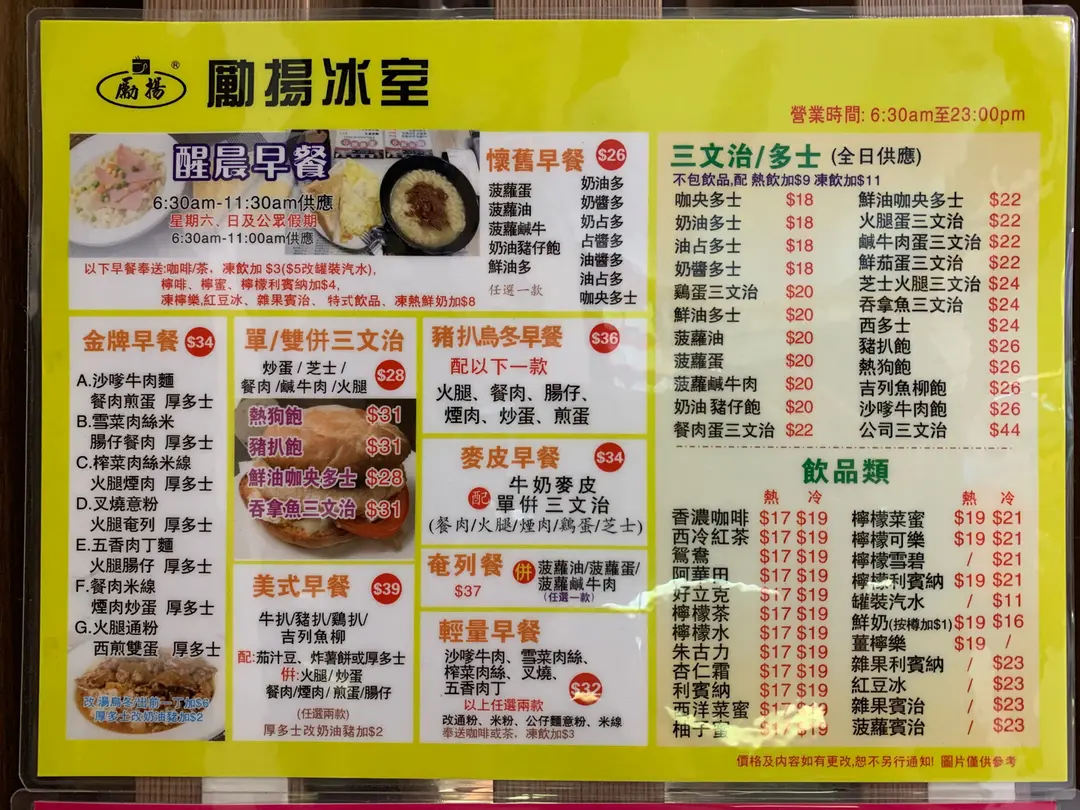 勵揚
®
勵揚冰室
營業時間: 6:30am至23:00pm
醒晨早餐
6:30am-11:30am供應
星期六、日及公眾假期
6:30am-11:00am供應
以下早餐奉送:咖啡/茶, 凍飲加 $3($5改罐裝汽水),
檸啡、檸蜜、檸檬利賓納加$4,
凍檸樂,紅豆冰、雜果賓治、特式飲品、凍熱鮮奶加$8
懷舊早餐 $26
菠蘿蛋
菠蘿油
菠蘿鹹牛
奶油豬仔飽
鮮油多
任選一款
奶油多
奶醬多
奶占多
占醬多
油醬多
油占多
咖央多士
金牌早餐 $34
A.沙嗲牛肉麵
餐肉煎蛋 厚多士
B.雪菜肉絲米
腸仔餐肉 厚多士
C.榨菜肉絲米線
火腿煙肉 厚多士
D.叉燒意粉
火腿奄列 厚多士
E.五香肉丁麵
火腿腸仔 厚多士
F.餐肉米線
煙肉炒蛋 厚多士
G.火腿通粉
西煎雙蛋 厚多士
改湯烏冬/出前一丁加$6
厚多士改奶油豬加$2
單/雙併三文治
炒蛋/芝士/
餐肉/鹹牛肉/火腿
$28
熱狗飽 $31
豬扒飽 $31
鮮油咖央多士 $28
吞拿魚三文治 $31
美式早餐 $39
牛扒/豬扒/鷄扒/
吉列魚柳
配:茄汁豆、炸薯餅或厚多士
併:火腿/炒蛋
餐肉/煙肉/煎蛋/腸仔
(任選兩款)
厚多士改奶油豬加$2
豬扒烏冬早餐 $36
配以下一款
火腿、餐肉、腸仔、
煙肉、炒蛋、煎蛋
麥皮早餐 $34
牛奶麥皮
配 單併三文治
(餐肉/火腿/煙肉/鷄蛋/芝士)
奄列餐
$37
併
菠蘿油/菠蘿蛋/
菠蘿鹹牛肉
(任選一款)
輕量早餐
沙嗲牛肉、雪菜肉絲、
榨菜肉絲、叉燒、
五香肉丁
$32
以上任選兩款
改通粉、米粉、公仔麵意粉、米線
奉送咖啡或茶, 凍飲加$3
三文治/多士 (全日供應)
不包飲品,配 熱飲加$9 凍飲加$11
咖央多士 $18
奶油多士 $18
油占多士 $18
奶醬多士 $18
鷄蛋三文治 $20
鮮油多士 $20
菠蘿油 $20
菠蘿蛋 $20
菠蘿鹹牛肉 $20
奶油豬仔飽 $20
餐肉蛋三文治 $22
鮮油咖央多士 $22
火腿蛋三文治 $22
鹹牛肉蛋三文治 $22
鮮茄蛋三文治 $22
芝士火腿三文治 $24
吞拿魚三文治 $24
西多士 $24
豬扒飽 $26
熱狗飽 $26
吉列魚柳飽 $26
沙嗲牛肉飽 $26
公司三文治 $44
飲品類
熱 冷
香濃咖啡 $17 $19
西冷紅茶 $17 $19
鴛鴦 $17 $19
阿華田 $17 $19
好立克 $17 $19
檸檬茶 $17 $19
檸檬水 $17 $19
朱古力 $17 $19
杏仁霜 $17 $19
利賓納 $17 $19
西洋菜蜜 $17 $19
柚子蜜 $17 $19
熱 冷
檸檬菜蜜 $19 $21
檸檬可樂 $19 $21
檸檬雪碧 / $21
檸檬利賓納 $19 $21
罐裝汽水 / $11
鮮奶(按樽加$1) $19 $16
薑檸樂 $19 /
雜果利賓納 / $23
紅豆冰 / $23
雜果賓治 / $23
菠蘿賓治 / $23
價格及內容如有更改,恕不另行通知! 圖片僅供參考